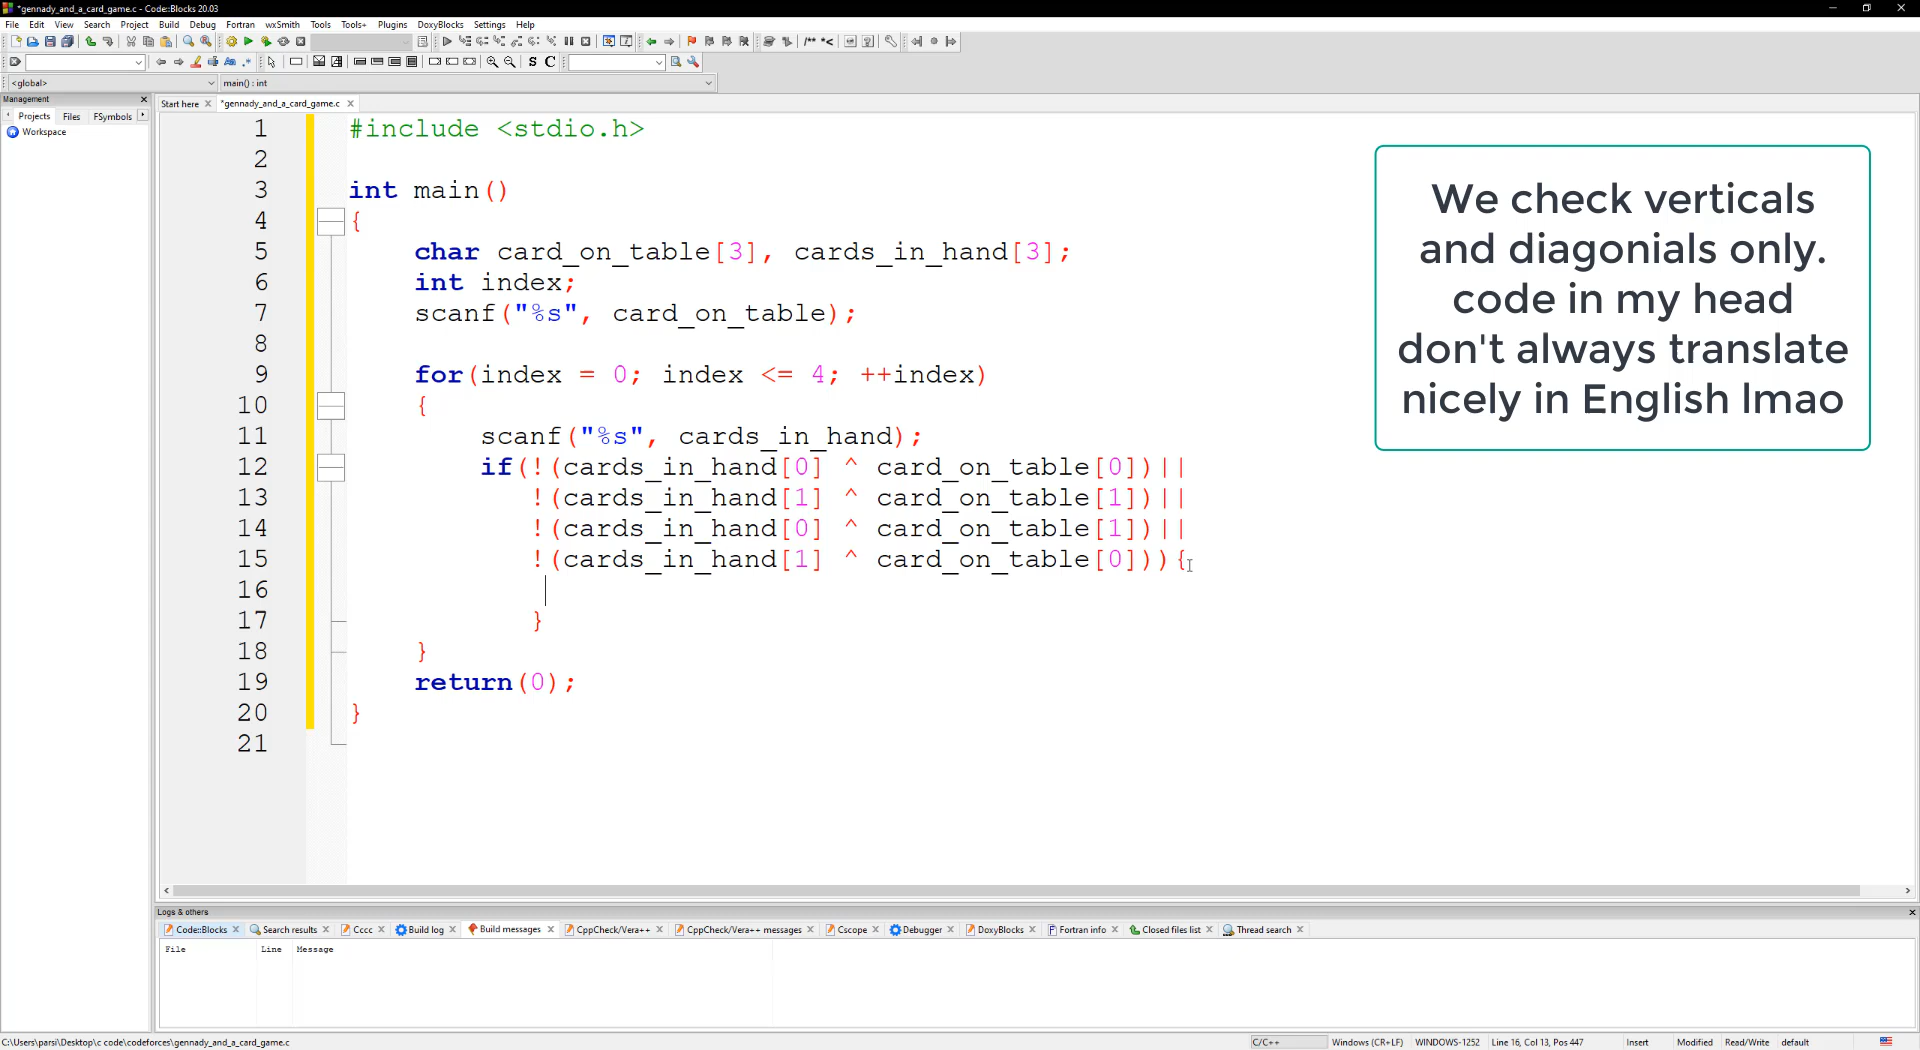 *gennady_and_a_card_game.c - Code::Blocks 20.03
File Edit View Search Project Build Debug Fortran wxSmith Tools Tools+ Plugins DoxyBlocks Settings Help
<global> main() : int
Management
Projects Files FSymbols
Workspace
Start here *gennady_and_a_card_game.c
1 #include <stdio.h>
2
3 int main()
4 {
5 char card_on_table[3], cards_in_hand[3];
6 int index;
7 scanf("%s", card_on_table);
8
9 for(index = 0; index <= 4; ++index)
10 {
11 scanf("%s", cards_in_hand);
12 if(!(cards_in_hand[0] ^ card_on_table[0])||
13 !(cards_in_hand[1] ^ card_on_table[1])||
14 !(cards_in_hand[0] ^ card_on_table[1])||
15 !(cards_in_hand[1] ^ card_on_table[0])){
16
17 }
18 }
19 return(0);
20 }
21
We check verticals
and diagonials only.
code in my head
don't always translate
nicely in English lmao
Logs & others
Code::Blocks Search results Cccc Build log Build messages CppCheck/Vera++ CppCheck/Vera++ messages Cscope Debugger DoxyBlocks Fortran info Closed files list Thread search
File Line Message
C:\Users\parsi\Desktop\c code\codeforces\gennady_and_a_card_game.c C/C++ Windows (CR+LF) WINDOWS-1252 Line 16, Col 13, Pos 447 Insert Modified Read/Write default